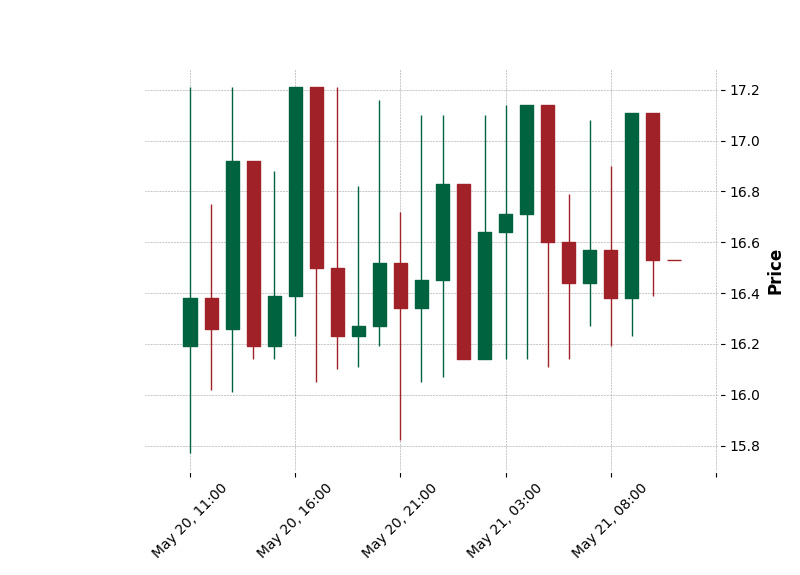 17.2
17.0
16.8
16.6
16.4
16.2
16.0
15.8
Price
May 20, 11:00
May 20, 16:00
May 20, 21:00
May 21, 03:00
May 21, 08:00